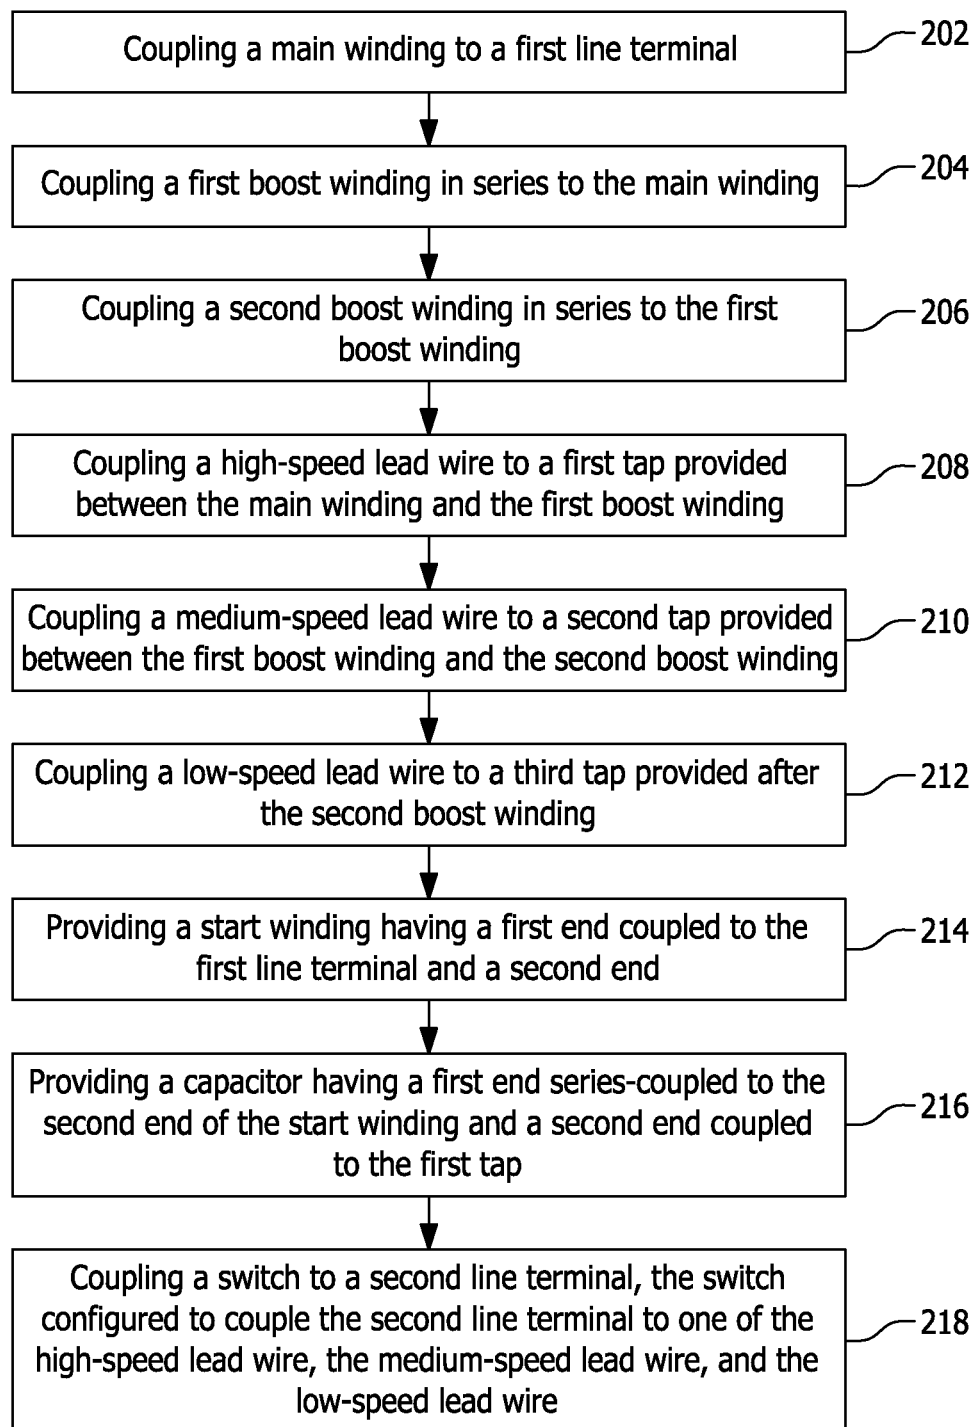 Coupling a main winding to a first line terminal
202
Coupling a first boost winding in series to the main winding
204
Coupling a second boost winding in series to the first
boost winding
206
Coupling a high-speed lead wire to a first tap provided
between the main winding and the first boost winding
208
Coupling a medium-speed lead wire to a second tap provided
between the first boost winding and the second boost winding
210
Coupling a low-speed lead wire to a third tap provided after
the second boost winding
212
Providing a start winding having a first end coupled to the
first line terminal and a second end
214
Providing a capacitor having a first end series-coupled to the
second end of the start winding and a second end coupled
to the first tap
216
Coupling a switch to a second line terminal, the switch
configured to couple the second line terminal to one of the
high-speed lead wire, the medium-speed lead wire, and the
low-speed lead wire
218